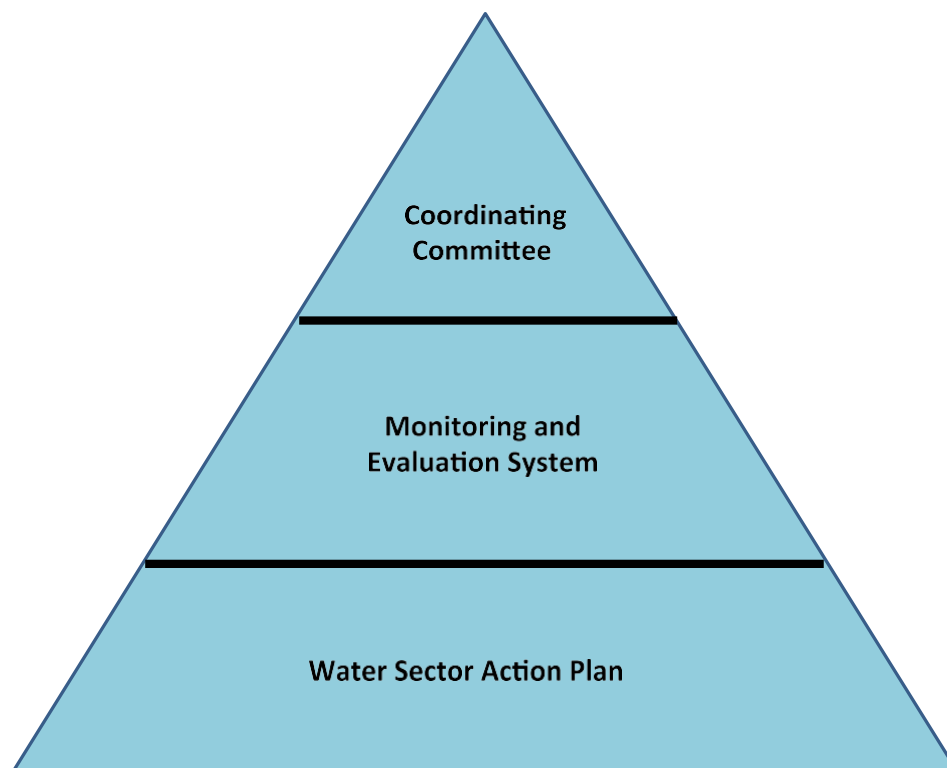 Coordinating
Committee
Monitoring and
Evaluation System
Water Sector Action Plan